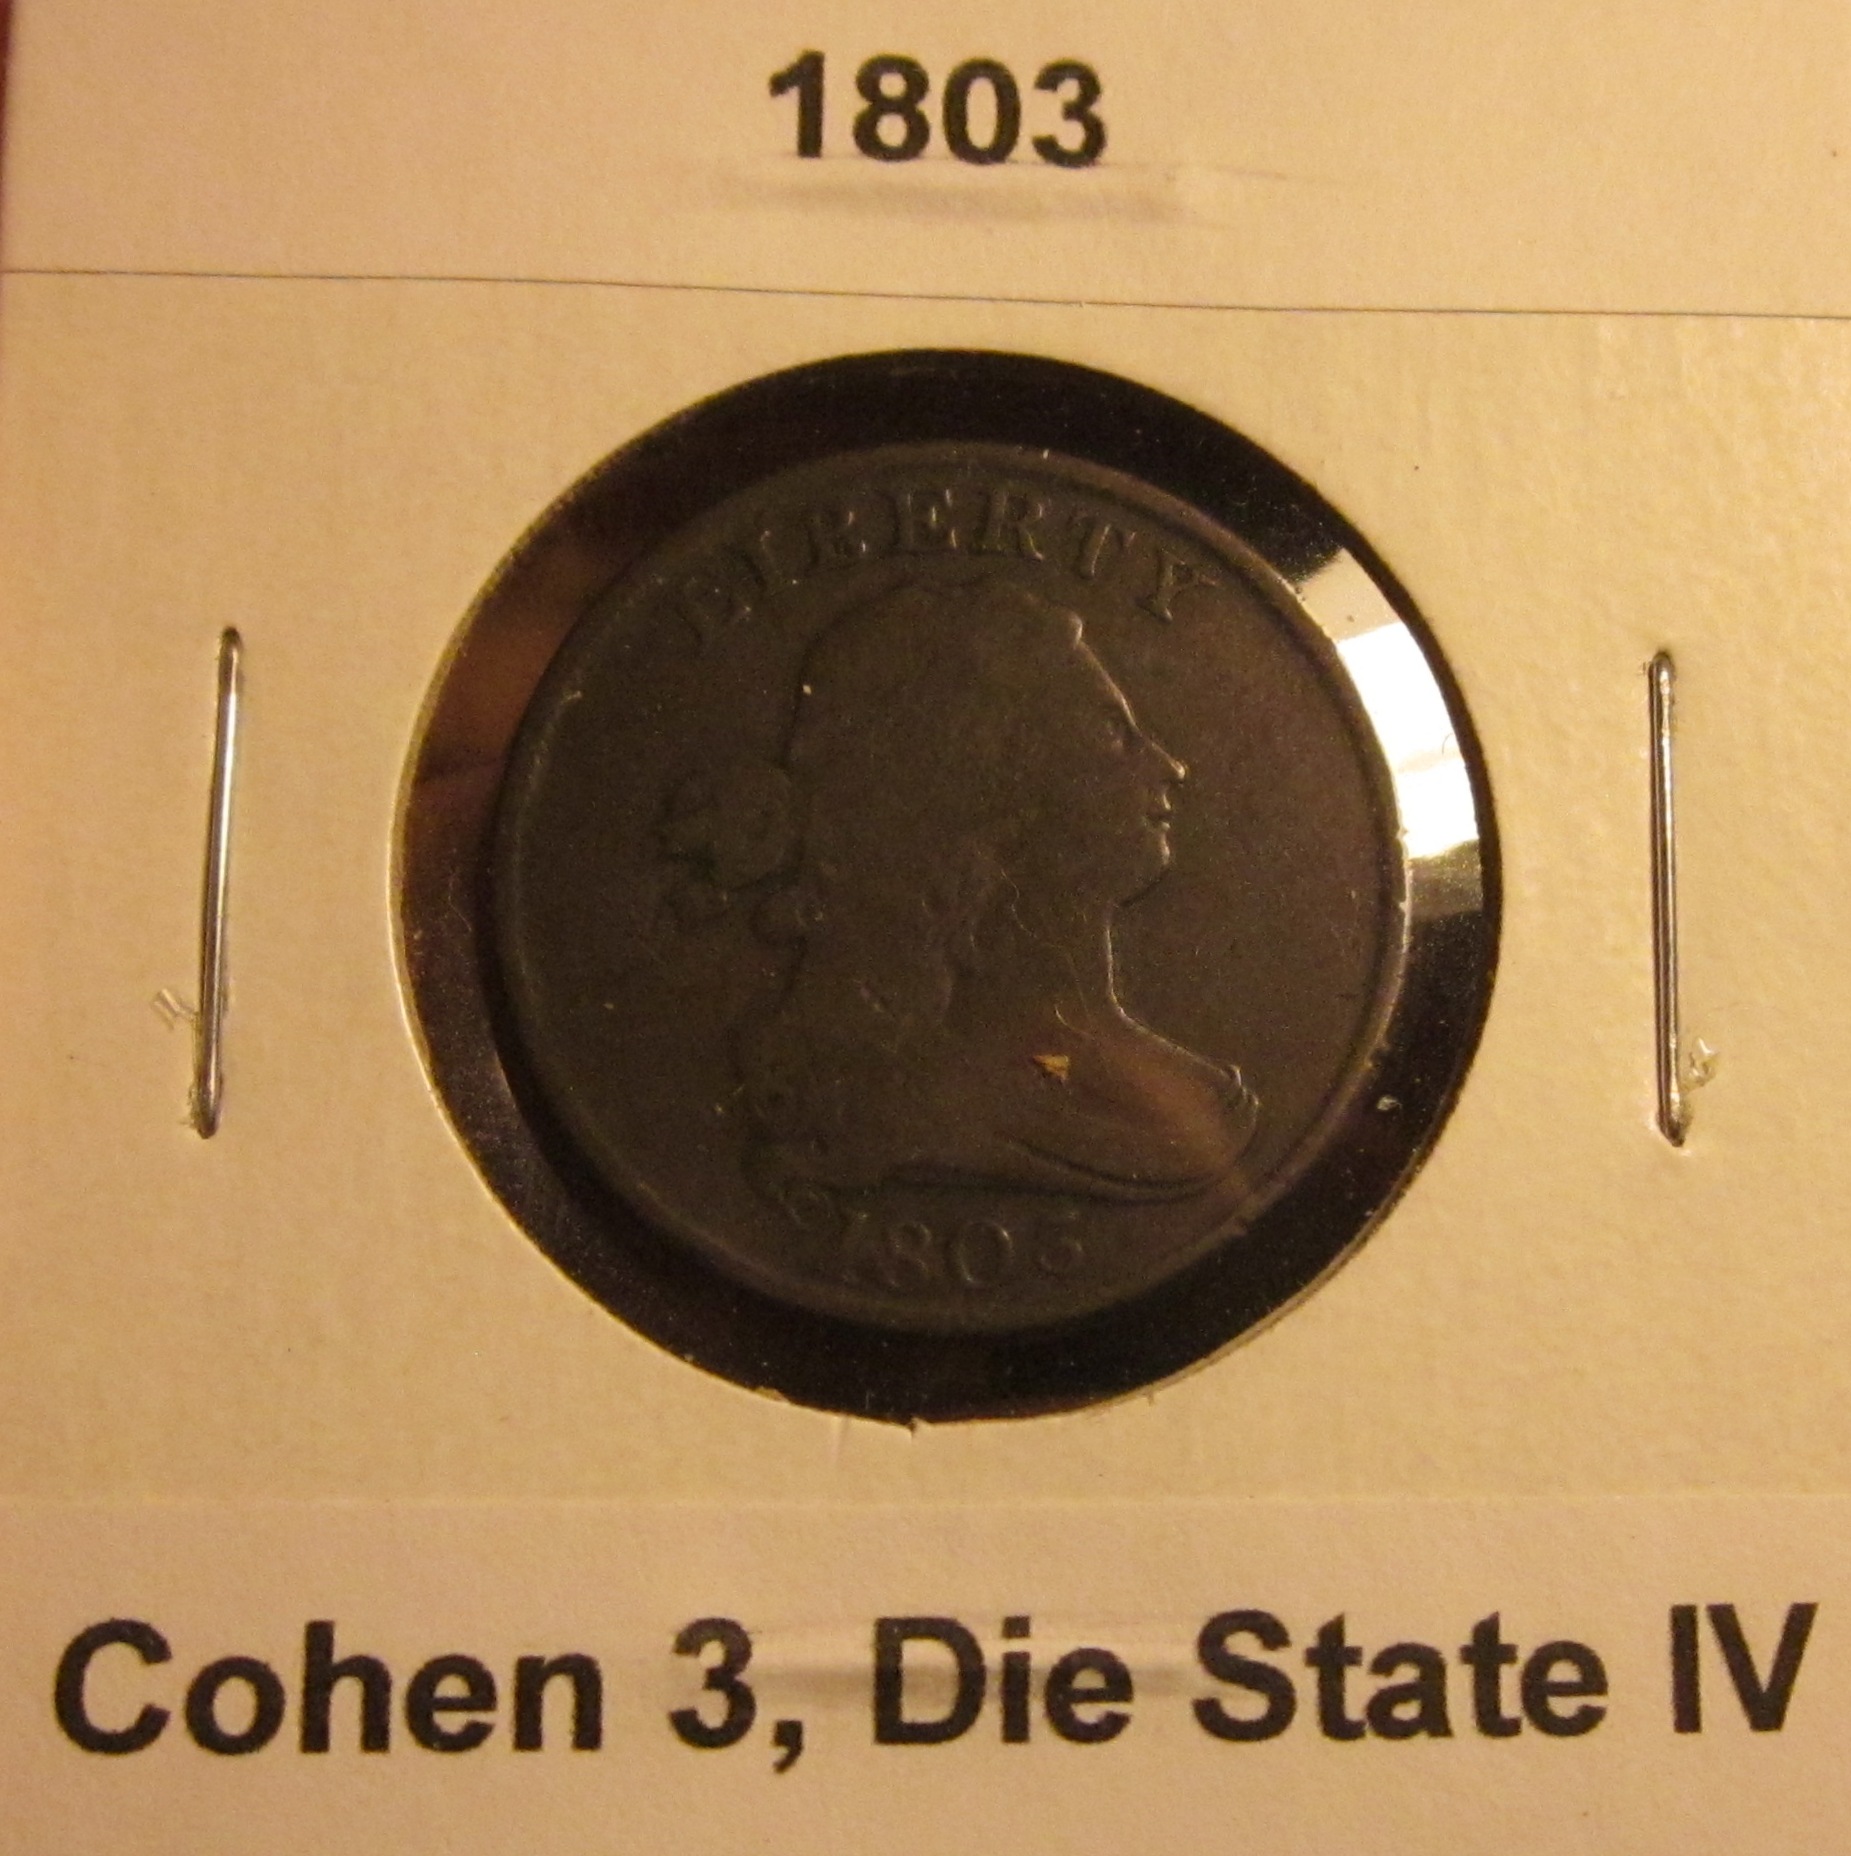 1803
LIBERTY
1803
Cohen 3, Die State IV